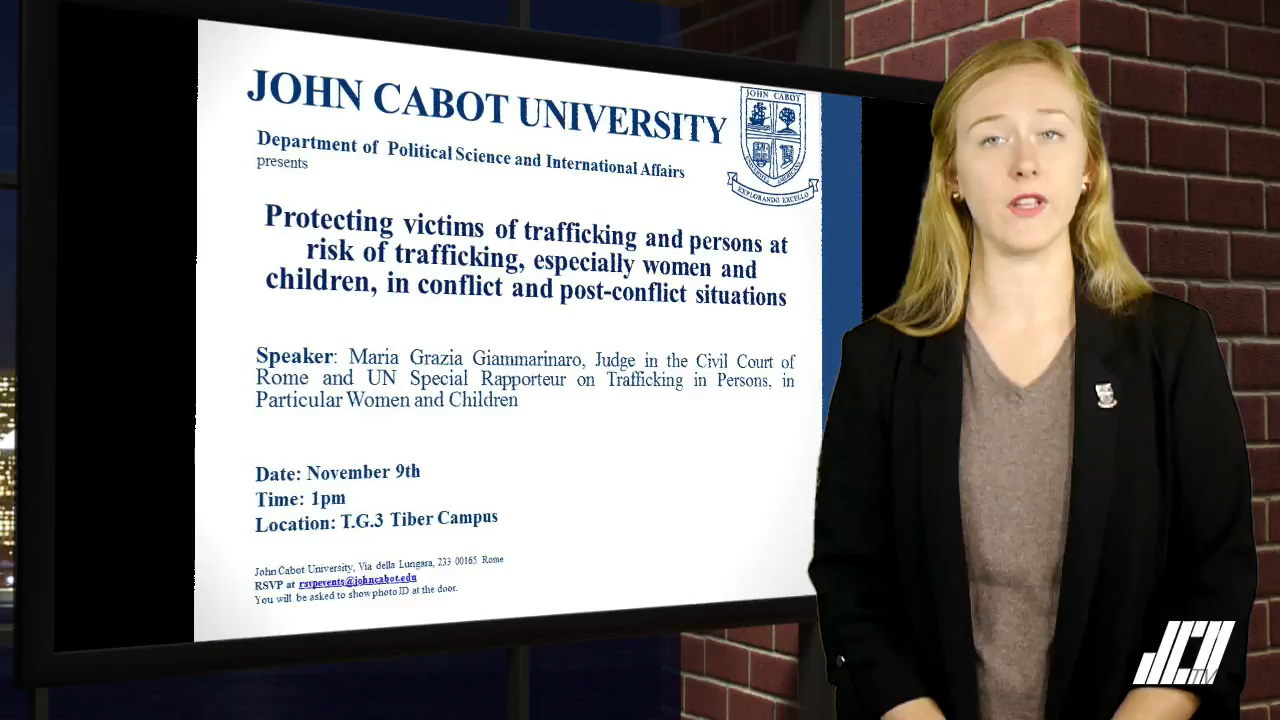 JOHN CABOT UNIVERSITY
JOHN CABOT
UNIVERSITY
EXPLORANDO EXCELLO
Department of Political Science and International Affairs
presents
Protecting victims of trafficking and persons at
risk of trafficking, especially women and
children, in conflict and post-conflict situations
Speaker: Maria Grazia Giammarinaro, Judge in the Civil Court of
Rome and UN Special Rapporteur on Trafficking in Persons, in
Particular Women and Children
Date: November 9th
Time: 1pm
Location: T.G.3 Tiber Campus
John Cabot University, Via della Lungara, 233 00165 Rome
RSVP at rsvpevents@johncabot.edu
You will be asked to show photo ID at the door.
JCU
TV